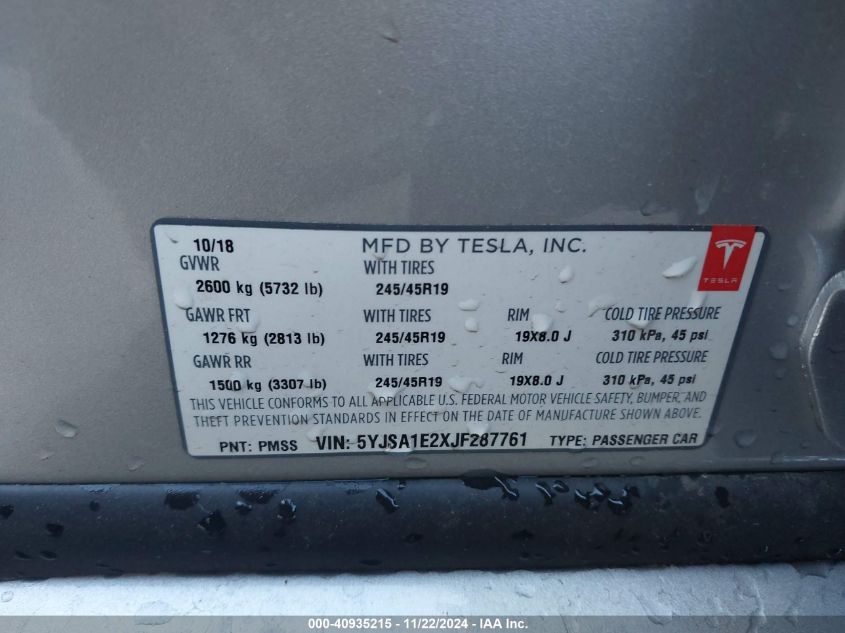 10/18 MFD BY TESLA, INC.
GVWR WITH TIRES
2600 kg (5732 lb) 245/45R19
GAWR FRT WITH TIRES RIM COLD TIRE PRESSURE
1276 kg (2813 lb) 245/45R19 19X8.0 J 310 kPa, 45 psi
GAWR RR WITH TIRES RIM COLD TIRE PRESSURE
1500 kg (3307 lb) 245/45R19 19X8.0 J 310 kPa, 45 psi
THIS VEHICLE CONFORMS TO ALL APPLICABLE U.S. FEDERAL MOTOR VEHICLE SAFETY, BUMPER, AND
THEFT PREVENTION STANDARDS IN EFFECT ON THE DATE OF MANUFACTURE SHOWN ABOVE.
PNT: PMSS VIN: 5YJSA1E2XJF287761 TYPE: PASSENGER CAR
TESLA
000-40935215 - 11/22/2024 - IAA Inc.